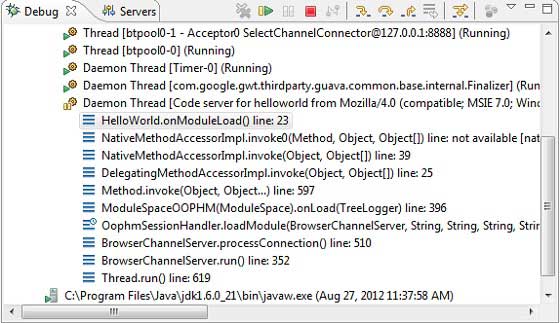 Debug
Servers
Thread [btpool0-1 - Acceptor0 SelectChannelConnector@127.0.0.1:8888] (Running)
Thread [btpool0-0] (Running)
Daemon Thread [Timer-0] (Running)
Daemon Thread [com.google.gwt.thirdparty.guava.common.base.internal.Finalizer] (Running)
Daemon Thread [Code server for helloworld from Mozilla/4.0 (compatible; MSIE 7.0; Windo
HelloWorld.onModuleLoad() line: 23
NativeMethodAccessorImpl.invoke0(Method, Object, Object[]) line: not available [nat
NativeMethodAccessorImpl.invoke(Object, Object[]) line: 39
DelegatingMethodAccessorImpl.invoke(Object, Object[]) line: 25
Method.invoke(Object, Object...) line: 597
ModuleSpaceOOPHM(ModuleSpace).onLoad(TreeLogger) line: 396
OophmSessionHandler.loadModule(BrowserChannelServer, String, String, String, Stri
BrowserChannelServer.processConnection() line: 510
BrowserChannelServer.run() line: 352
Thread.run() line: 619
C:\Program Files\Java\jdk1.6.0_21\bin\javaw.exe (Aug 27, 2012 11:37:58 AM)